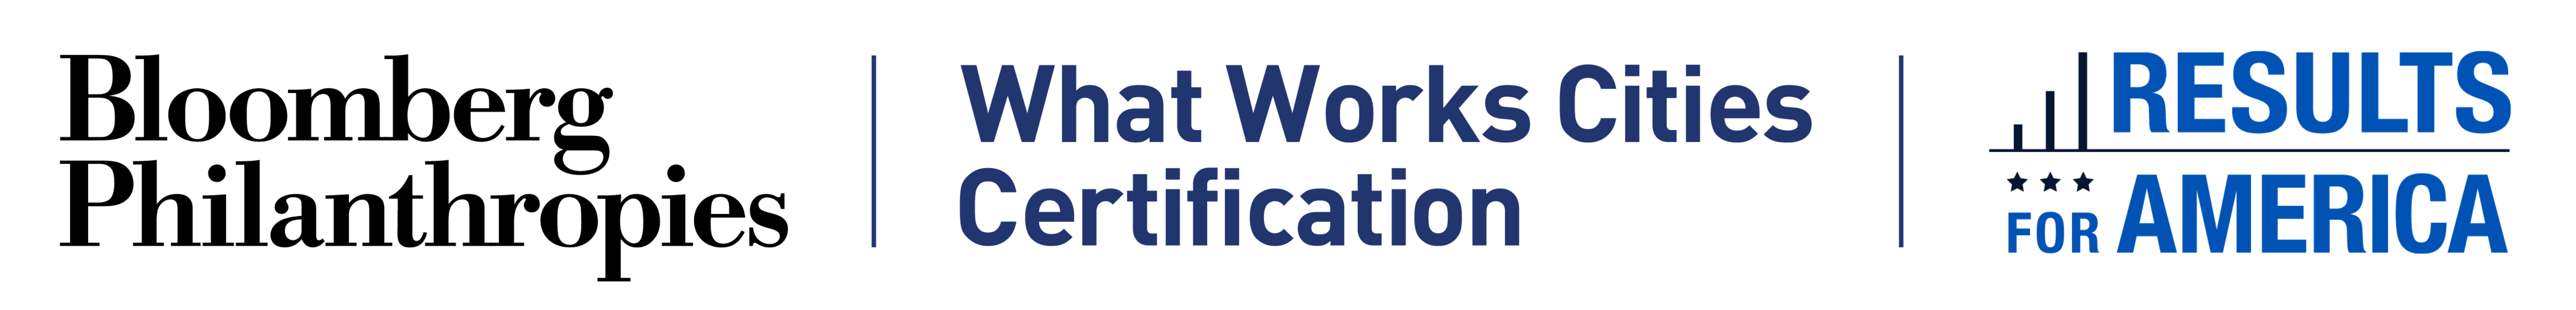 Bloomberg
Philanthropies
What Works Cities
Certification
RESULTS
FOR AMERICA